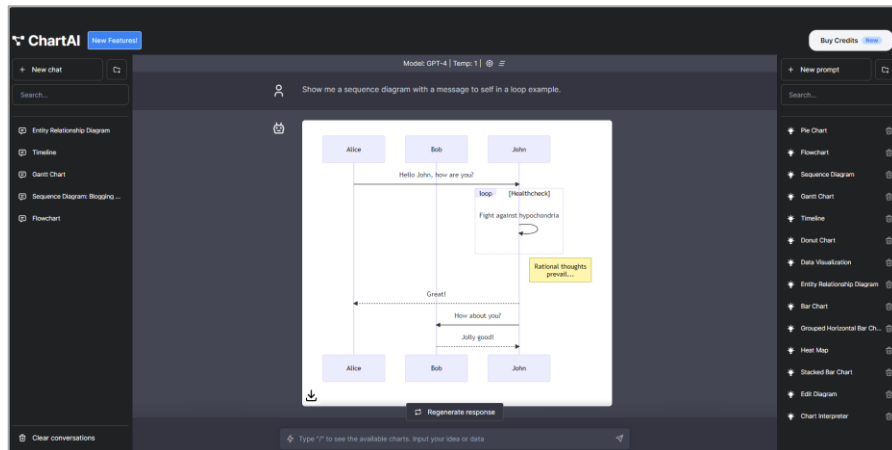 ChartAI
New Features!
Buy Credits New
+ New chat
Search...
Entity Relationship Diagram
Timeline
Gantt Chart
Sequence Diagram: Blogging ...
Flowchart
Clear conversations
Model: GPT-4 | Temp: 1 |
Show me a sequence diagram with a message to self in a loop example.
Alice Bob John
Hello John, how are you?
loop [Healthcheck]
Fight against hypochondria
Rational thoughts
prevail...
Great!
How about you?
Jolly good!
Alice Bob John
Regenerate response
Type "/" to see the available charts. Input your idea or data
+ New prompt
Search...
Pie Chart
Flowchart
Sequence Diagram
Gantt Chart
Timeline
Donut Chart
Data Visualization
Entity Relationship Diagram
Bar Chart
Grouped Horizontal Bar Ch...
Heat Map
Stacked Bar Chart
Edit Diagram
Chart Interpreter